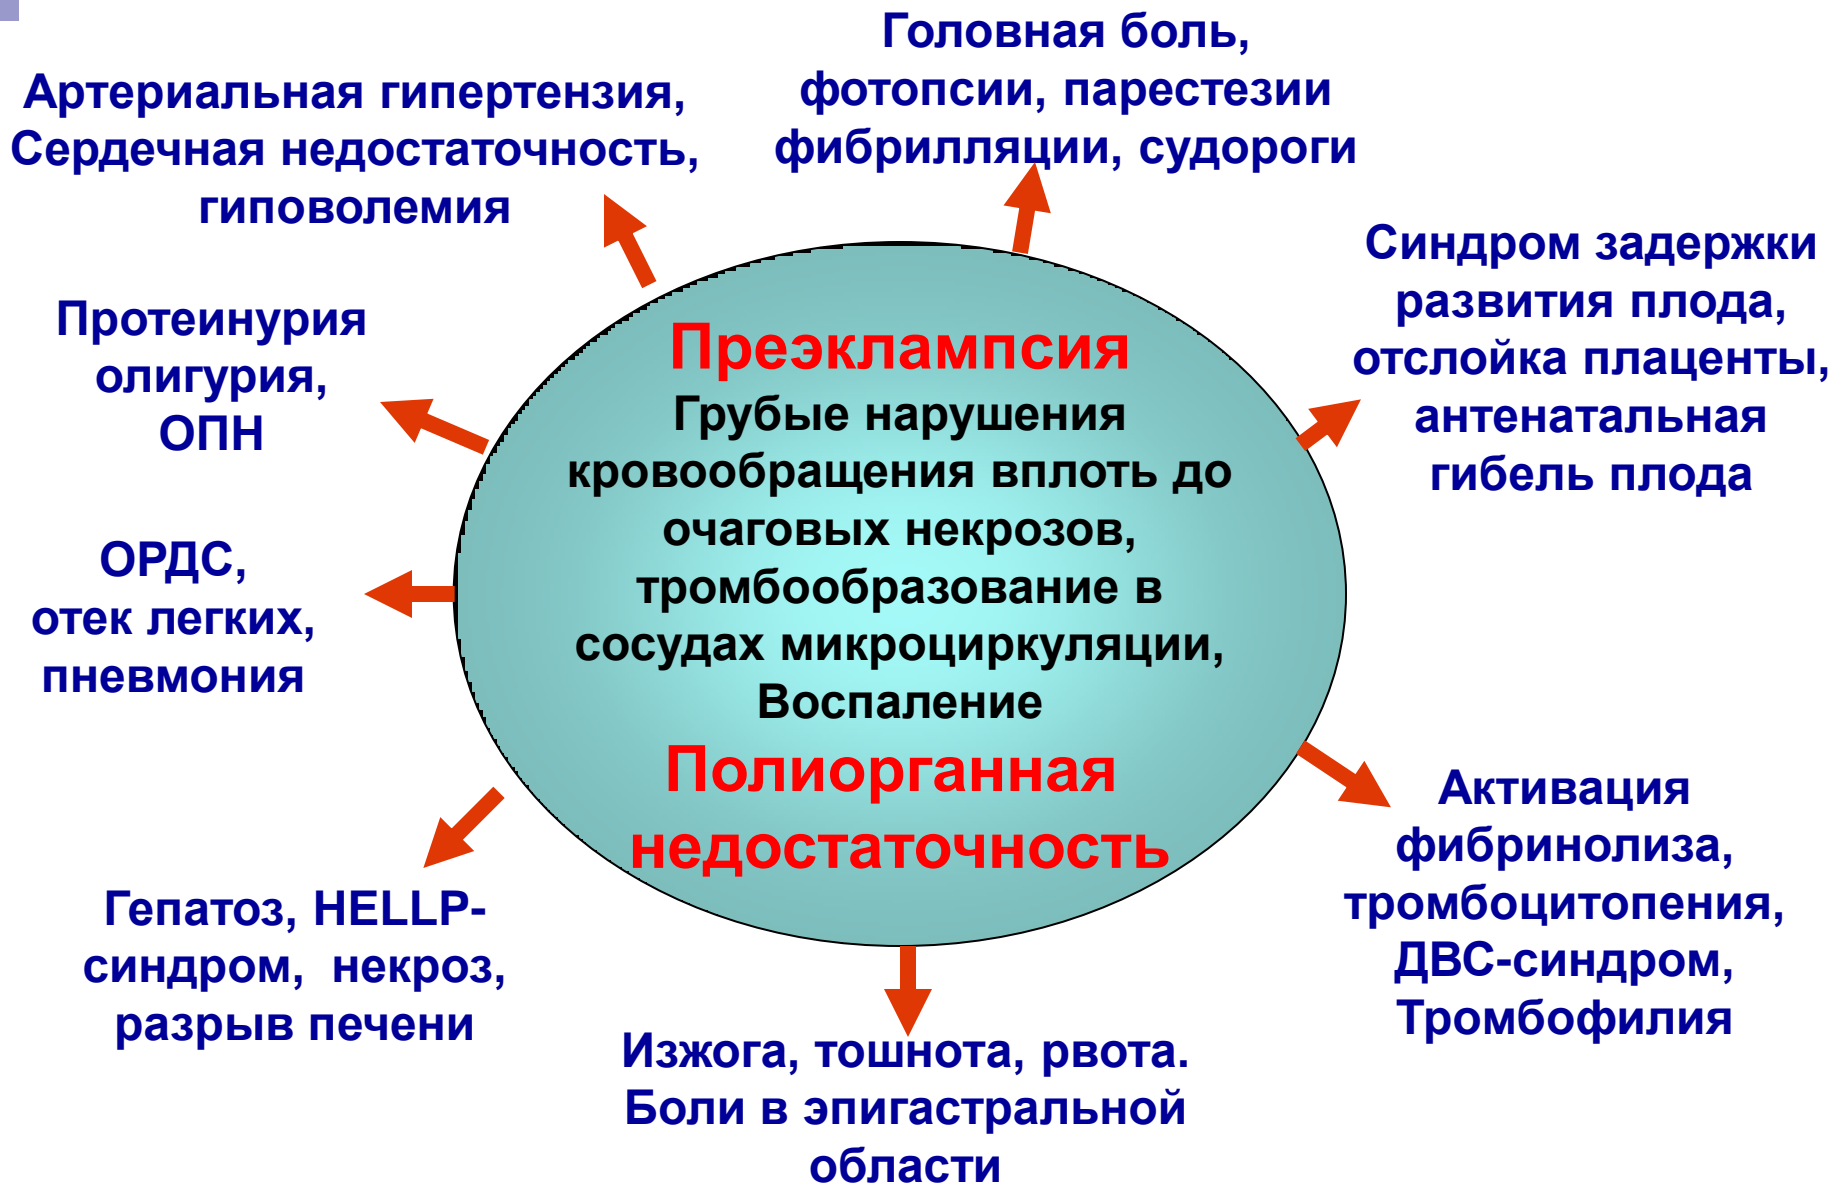 Головная боль,
фотопсии, парестезии
фибрилляции, судороги
Артериальная гипертензия,
Сердечная недостаточность,
гиповолемия
Синдром задержки
развития плода,
отслойка плаценты,
антенатальная
гибель плода
Протеинурия
олигурия,
ОПН
Преэклампсия
Грубые нарушения
кровообращения вплоть до
очаговых некрозов,
тромбообразование в
сосудах микроциркуляции,
Воспаление
Полиорганная
недостаточность
ОРДС,
отек легких,
пневмония
Активация
фибринолиза,
тромбоцитопения,
ДВС-синдром,
Тромбофилия
Гепатоз, HELLP-
синдром, некроз,
разрыв печени
Изжога, тошнота, рвота.
Боли в эпигастральной
области